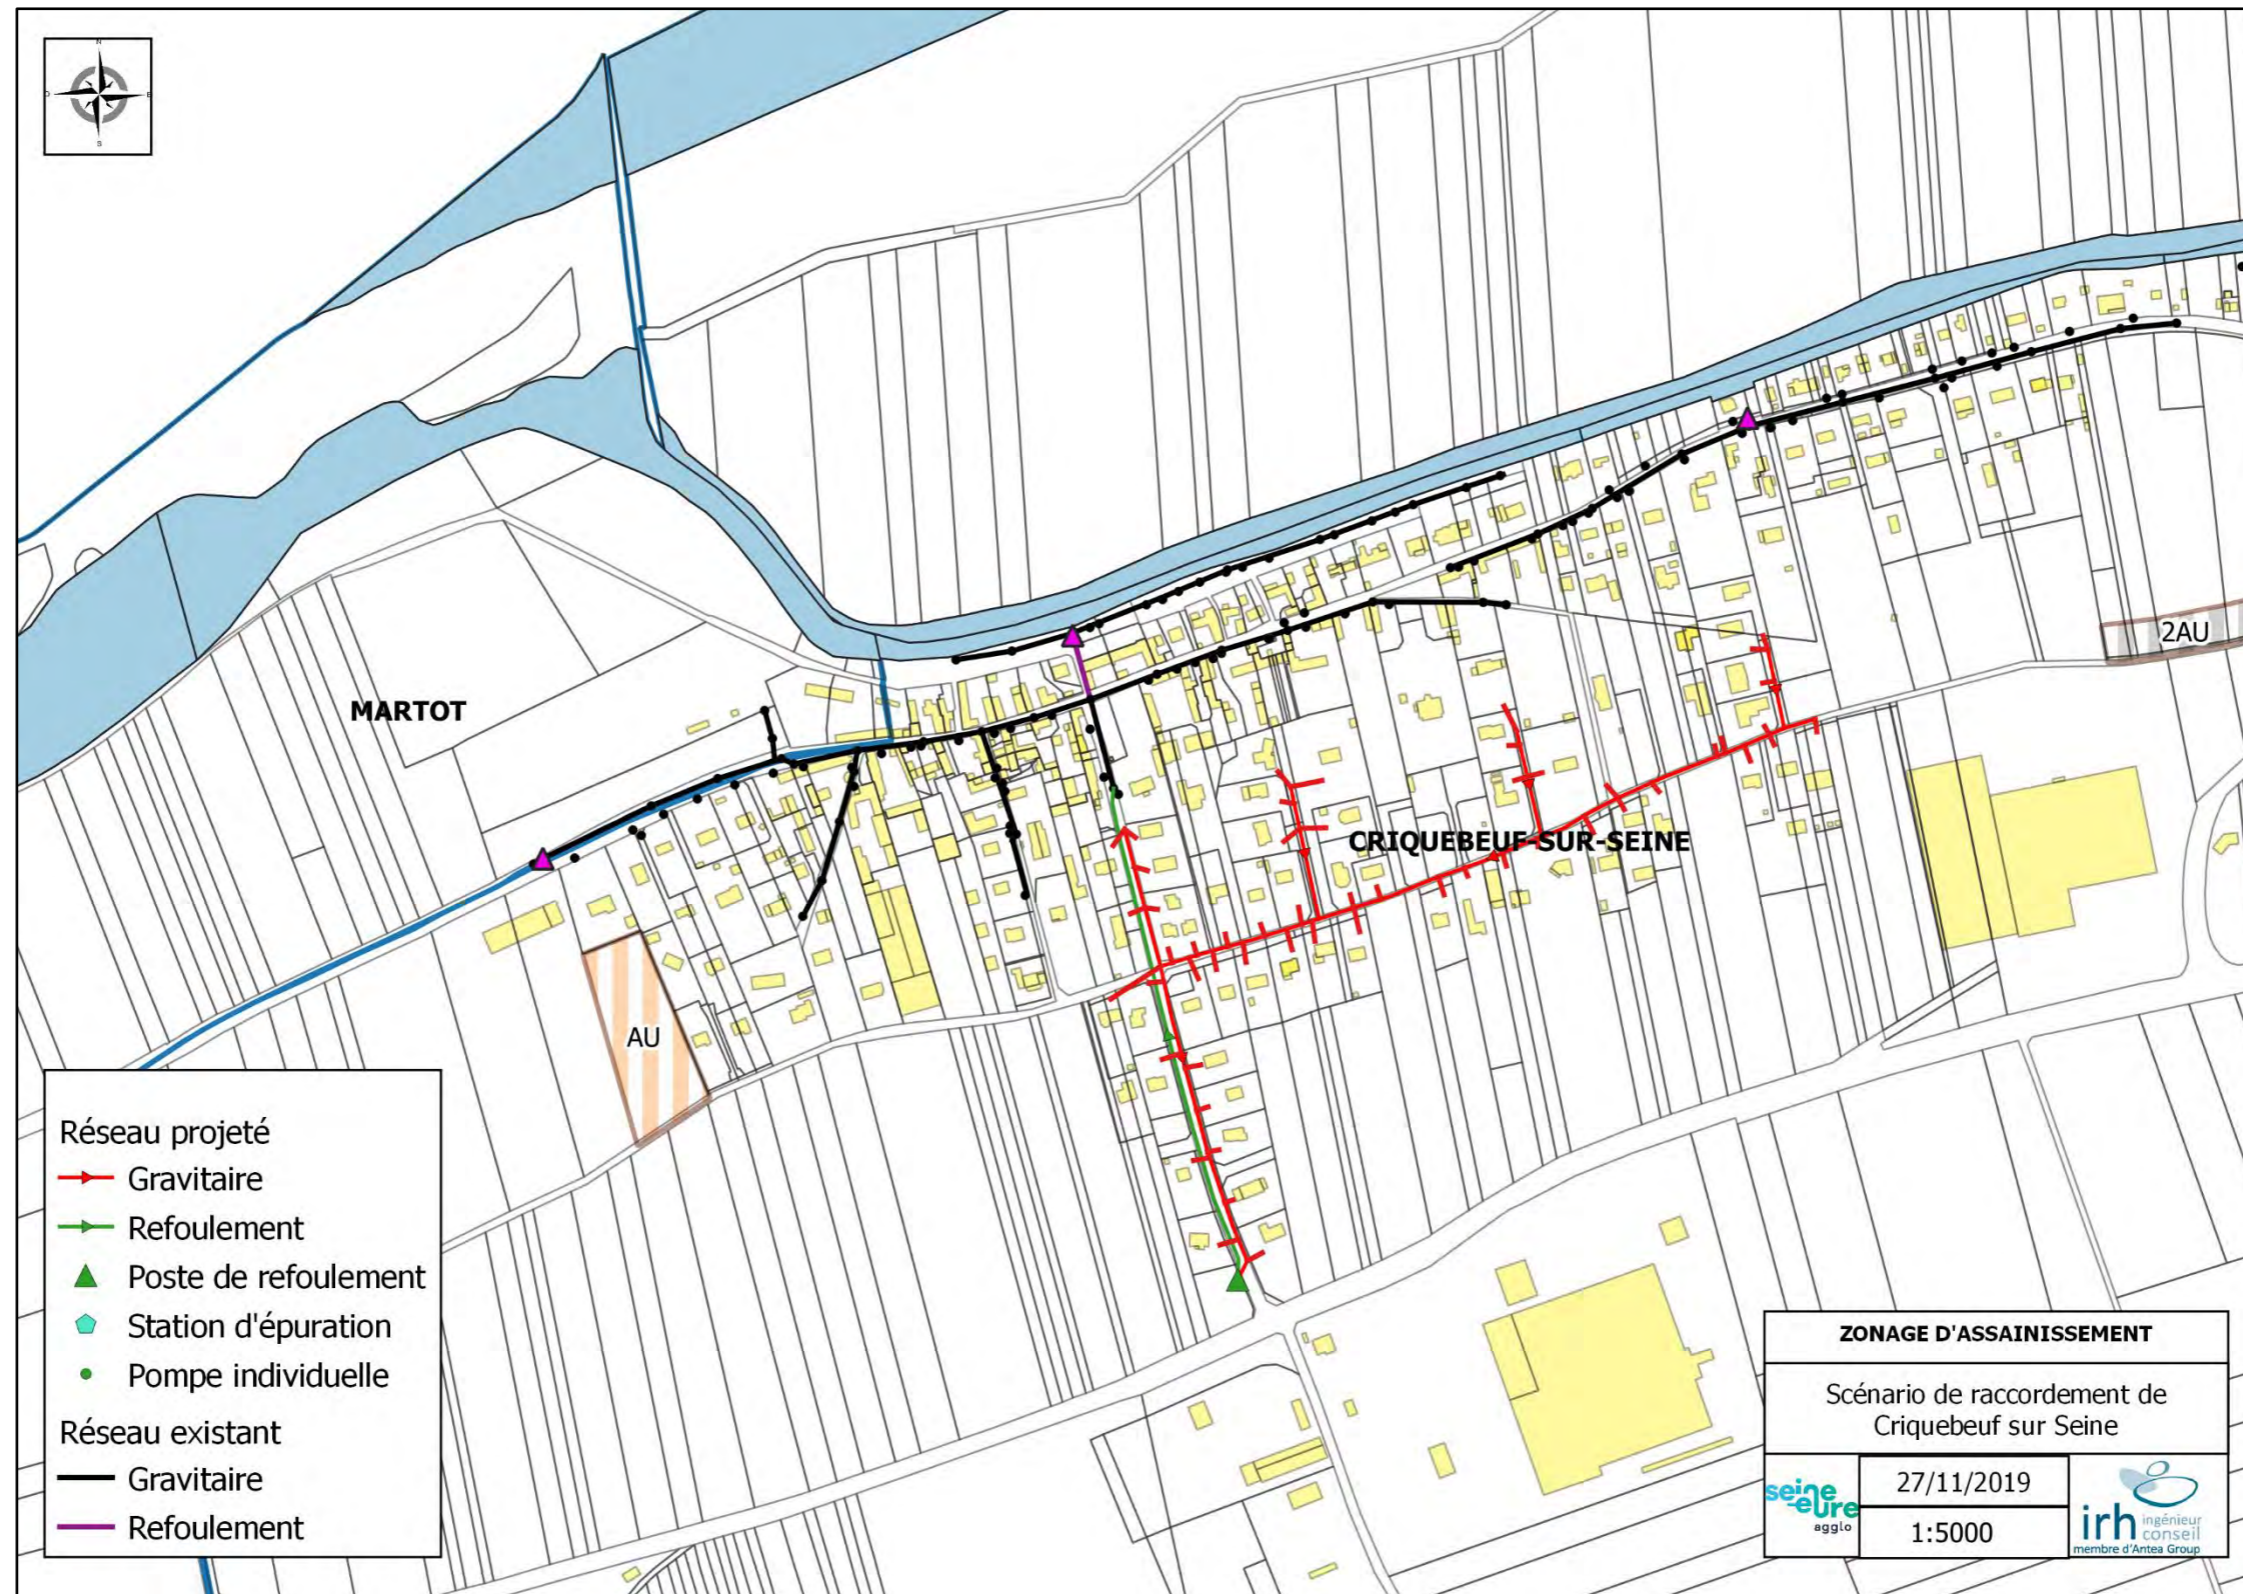 N
O
E
S
2AU
MARTOT
CRIQUEBEUF-SUR-SEINE
AU
Réseau projeté
Gravitaire
Refoulement
Poste de refoulement
Station d'épuration
Pompe individuelle
Réseau existant
Gravitaire
Refoulement
ZONAGE D'ASSAINISSEMENT
Scénario de raccordement de
Criquebeuf sur Seine
seine
eure
agglo
27/11/2019
1:5000
irh ingénieur
conseil
membre d'Antea Group